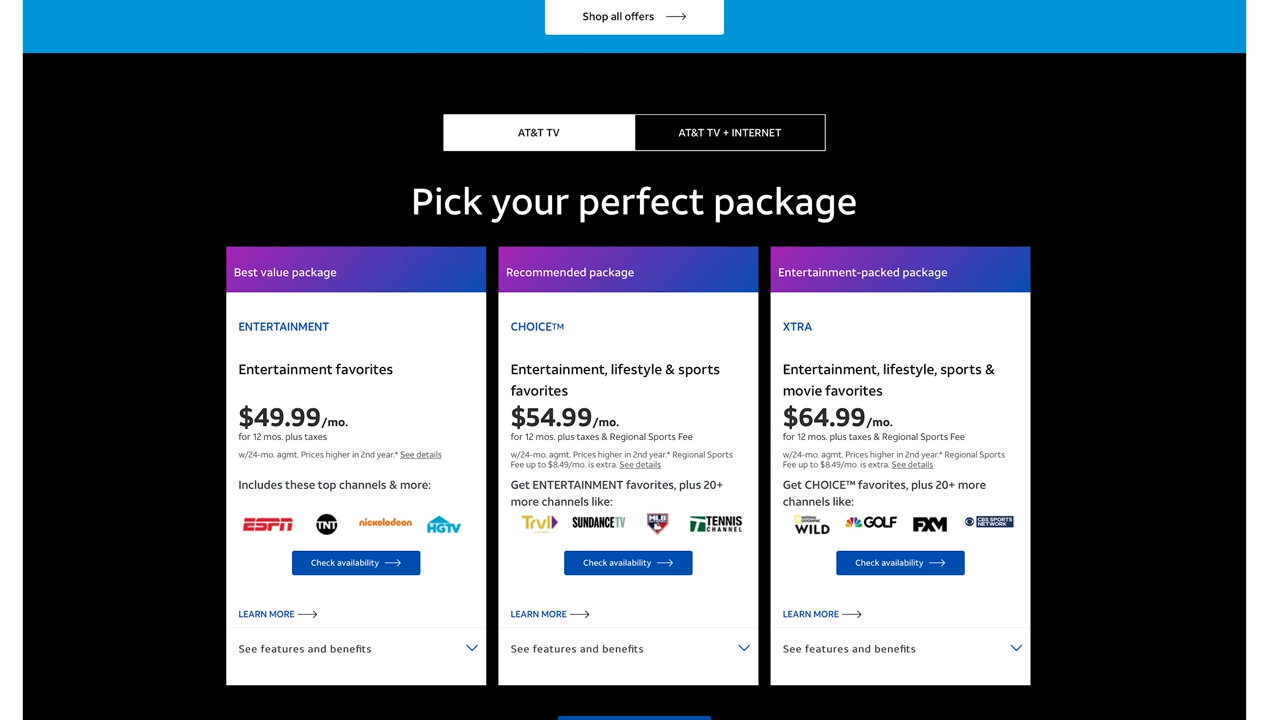 Shop all offers
AT&T TV
AT&T TV + INTERNET
Pick your perfect package
Best value package
ENTERTAINMENT
Entertainment favorites
$49.99/mo.
for 12 mos. plus taxes
w/24-mo. agmt. Prices higher in 2nd year.* See details
Includes these top channels & more:
ESPN TNT nickelodeon HGTV
Check availability
LEARN MORE
See features and benefits
Recommended package
CHOICE™
Entertainment, lifestyle & sports
favorites
$54.99/mo.
for 12 mos. plus taxes & Regional Sports Fee
w/24-mo. agmt. Prices higher in 2nd year.* Regional Sports
Fee up to $8.49/mo. is extra. See details
Get ENTERTAINMENT favorites, plus 20+
more channels like:
Trvl SUNDANCE TV MLB TENNIS CHANNEL
Check availability
LEARN MORE
See features and benefits
Entertainment-packed package
XTRA
Entertainment, lifestyle, sports &
movie favorites
$64.99/mo.
for 12 mos. plus taxes & Regional Sports Fee
w/24-mo. agmt. Prices higher in 2nd year.* Regional Sports
Fee up to $8.49/mo. is extra. See details
Get CHOICE™ favorites, plus 20+ more
channels like:
NATIONAL GEOGRAPHIC WILD GOLF FXM CBS SPORTS NETWORK
Check availability
LEARN MORE
See features and benefits